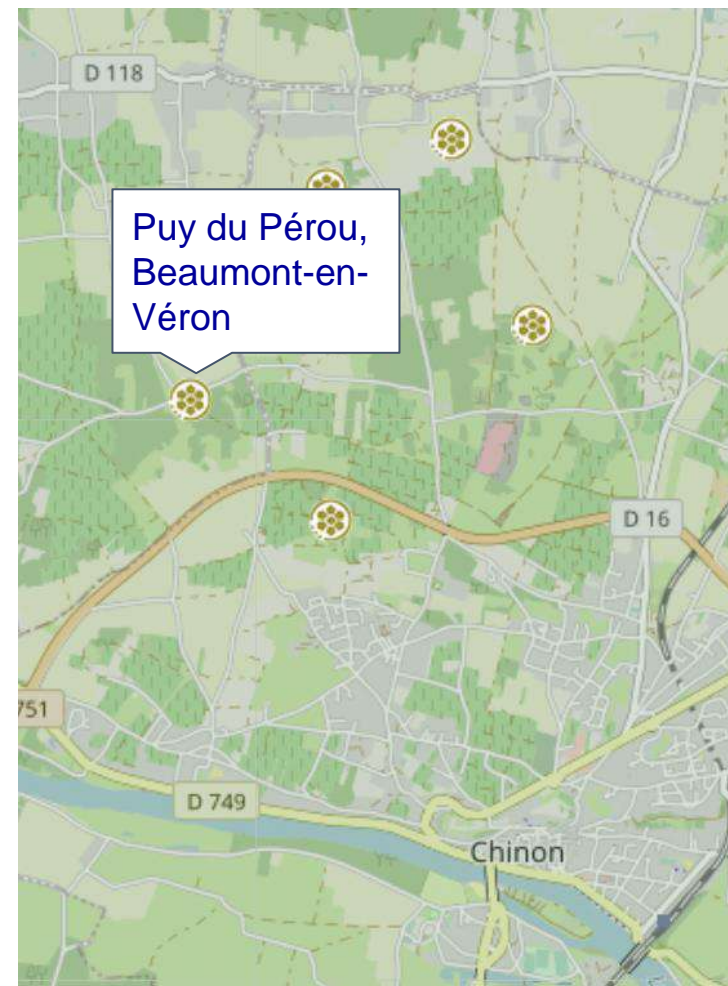 D 118
Puy du Pérou,
Beaumont-en-
Véron
D 16
751
D 749
Chinon